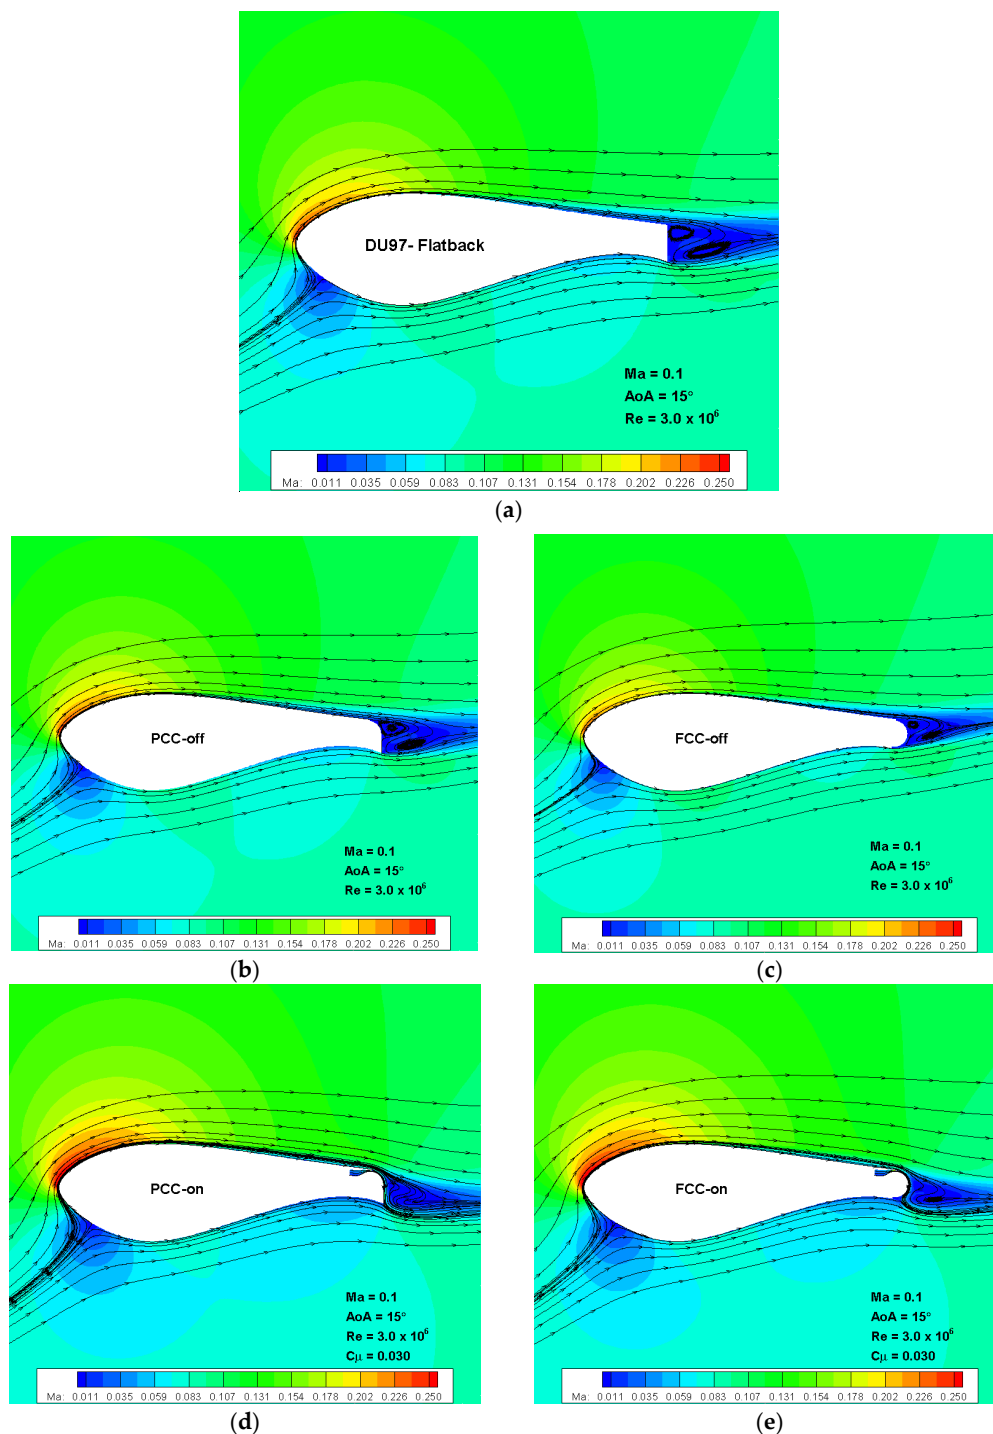 DU97- Flatback
Ma = 0.1
AoA = 15°
Re = 3.0 x 10⁶
Ma: 0.011 0.035 0.059 0.083 0.107 0.131 0.154 0.178 0.202 0.226 0.250
(a)
PCC-off
Ma = 0.1
AoA = 15°
Re = 3.0 x 10⁶
Ma: 0.011 0.035 0.059 0.083 0.107 0.131 0.154 0.178 0.202 0.226 0.250
(b)
FCC-off
Ma = 0.1
AoA = 15°
Re = 3.0 x 10⁶
Ma: 0.011 0.035 0.059 0.083 0.107 0.131 0.154 0.178 0.202 0.226 0.250
(c)
PCC-on
Ma = 0.1
AoA = 15°
Re = 3.0 x 10⁶
Cμ = 0.030
Ma: 0.011 0.035 0.059 0.083 0.107 0.131 0.154 0.178 0.202 0.226 0.250
(d)
FCC-on
Ma = 0.1
AoA = 15°
Re = 3.0 x 10⁶
Cμ = 0.030
Ma: 0.011 0.035 0.059 0.083 0.107 0.131 0.154 0.178 0.202 0.226 0.250
(e)